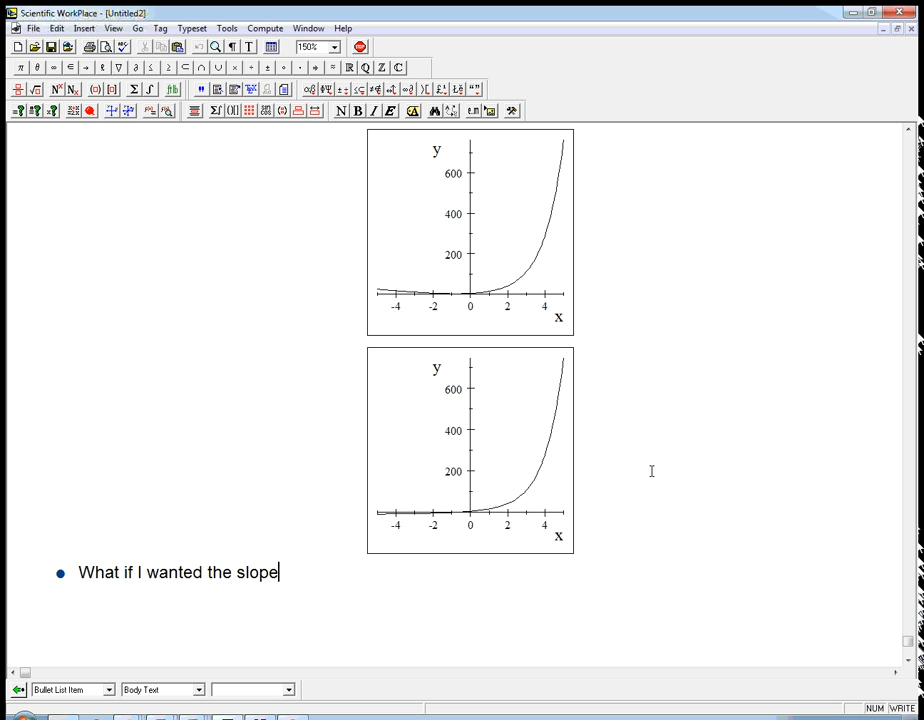 Scientific WorkPlace - [Untitled2]
File Edit Insert View Go Tag Typeset Tools Compute Window Help
150%
N B I E
y
600
400
200
-4 -2 0 2 4
x
y
600
400
200
-4 -2 0 2 4
x
• What if I wanted the slope
Bullet List Item Body Text
NUM WRITE